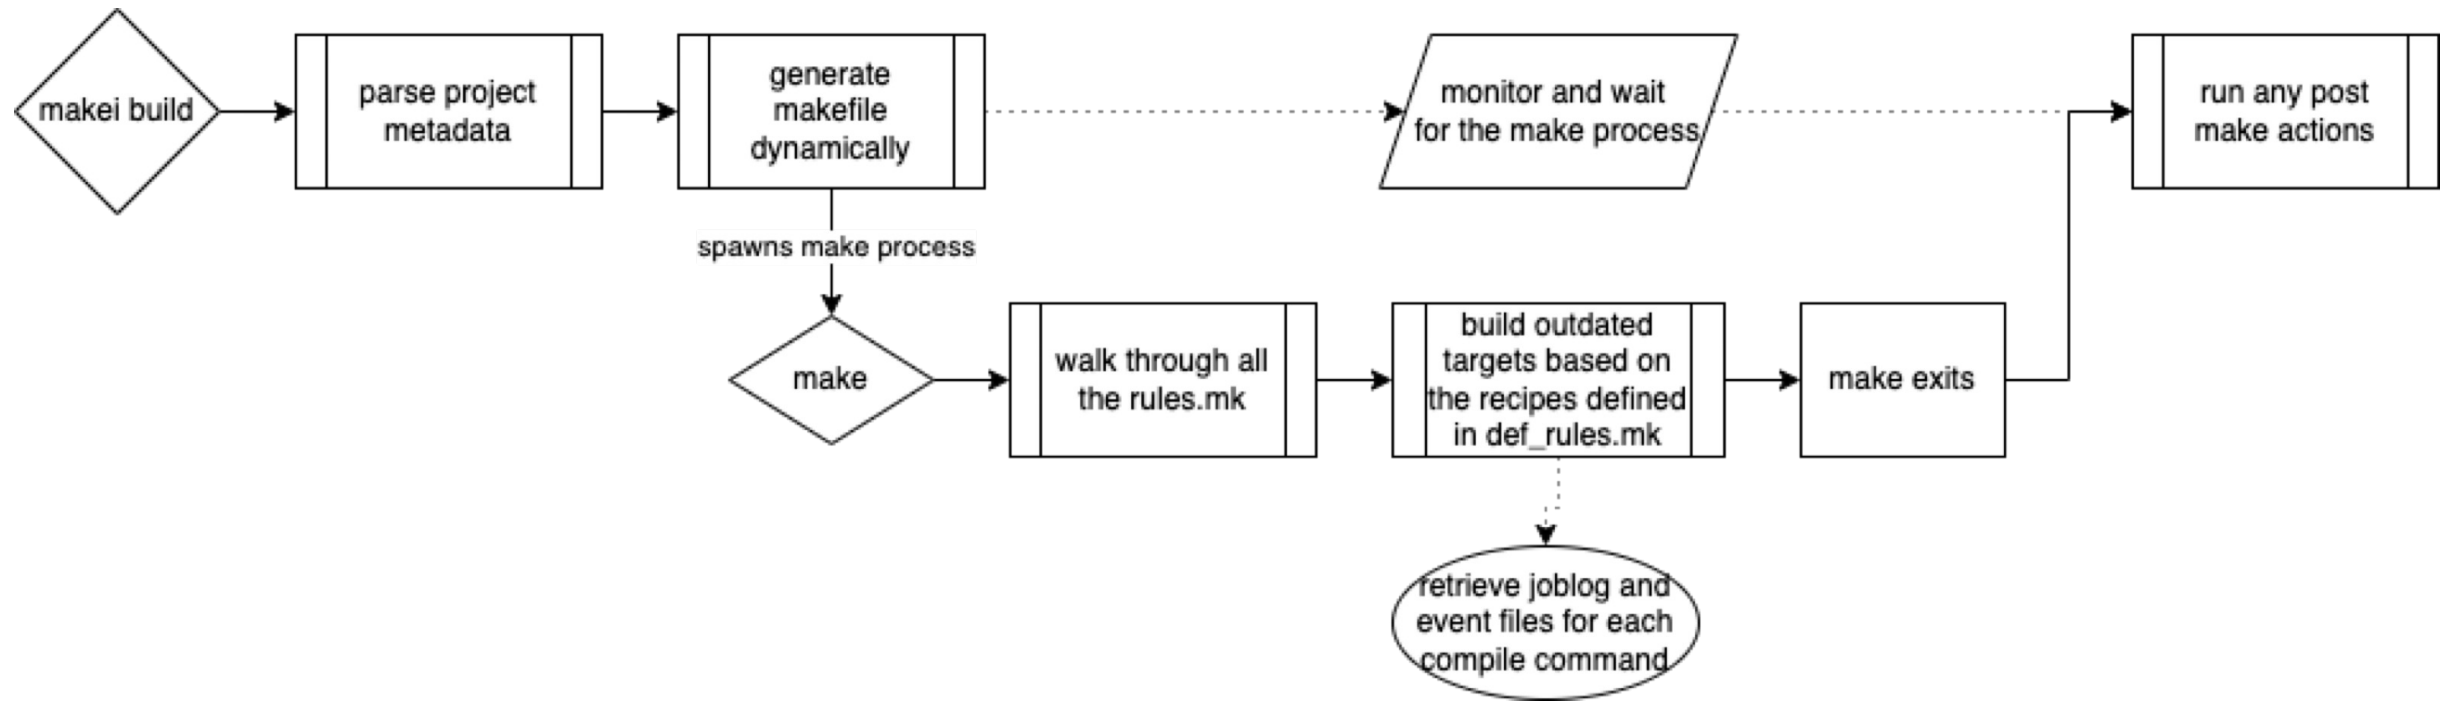 makei build
parse project
metadata
generate
makefile
dynamically
monitor and wait
for the make process
run any post
make actions
spawns make process
make
walk through all
the rules.mk
build outdated
targets based on
the recipes defined
in def_rules.mk
make exits
retrieve joblog and
event files for each
compile command